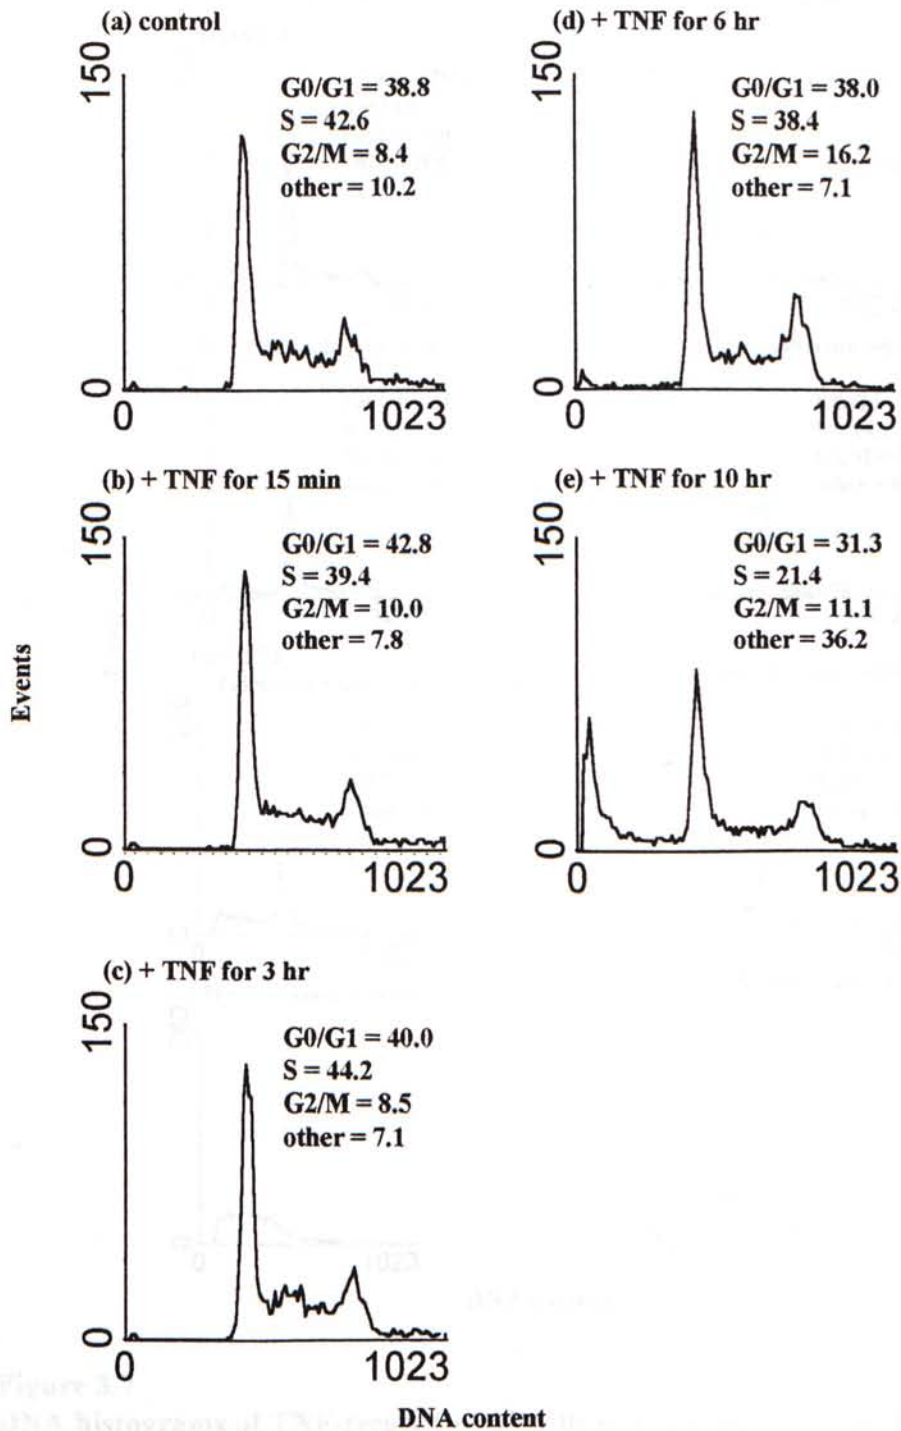 (a) control
150
G0/G1 = 38.8
S = 42.6
G2/M = 8.4
other = 10.2
0
0 1023
(b) + TNF for 15 min
150
G0/G1 = 42.8
S = 39.4
G2/M = 10.0
other = 7.8
0
0 1023
(c) + TNF for 3 hr
150
G0/G1 = 40.0
S = 44.2
G2/M = 8.5
other = 7.1
0
0 1023
(d) + TNF for 6 hr
150
G0/G1 = 38.0
S = 38.4
G2/M = 16.2
other = 7.1
0
0 1023
(e) + TNF for 10 hr
150
G0/G1 = 31.3
S = 21.4
G2/M = 11.1
other = 36.2
0
0 1023
Events
DNA content